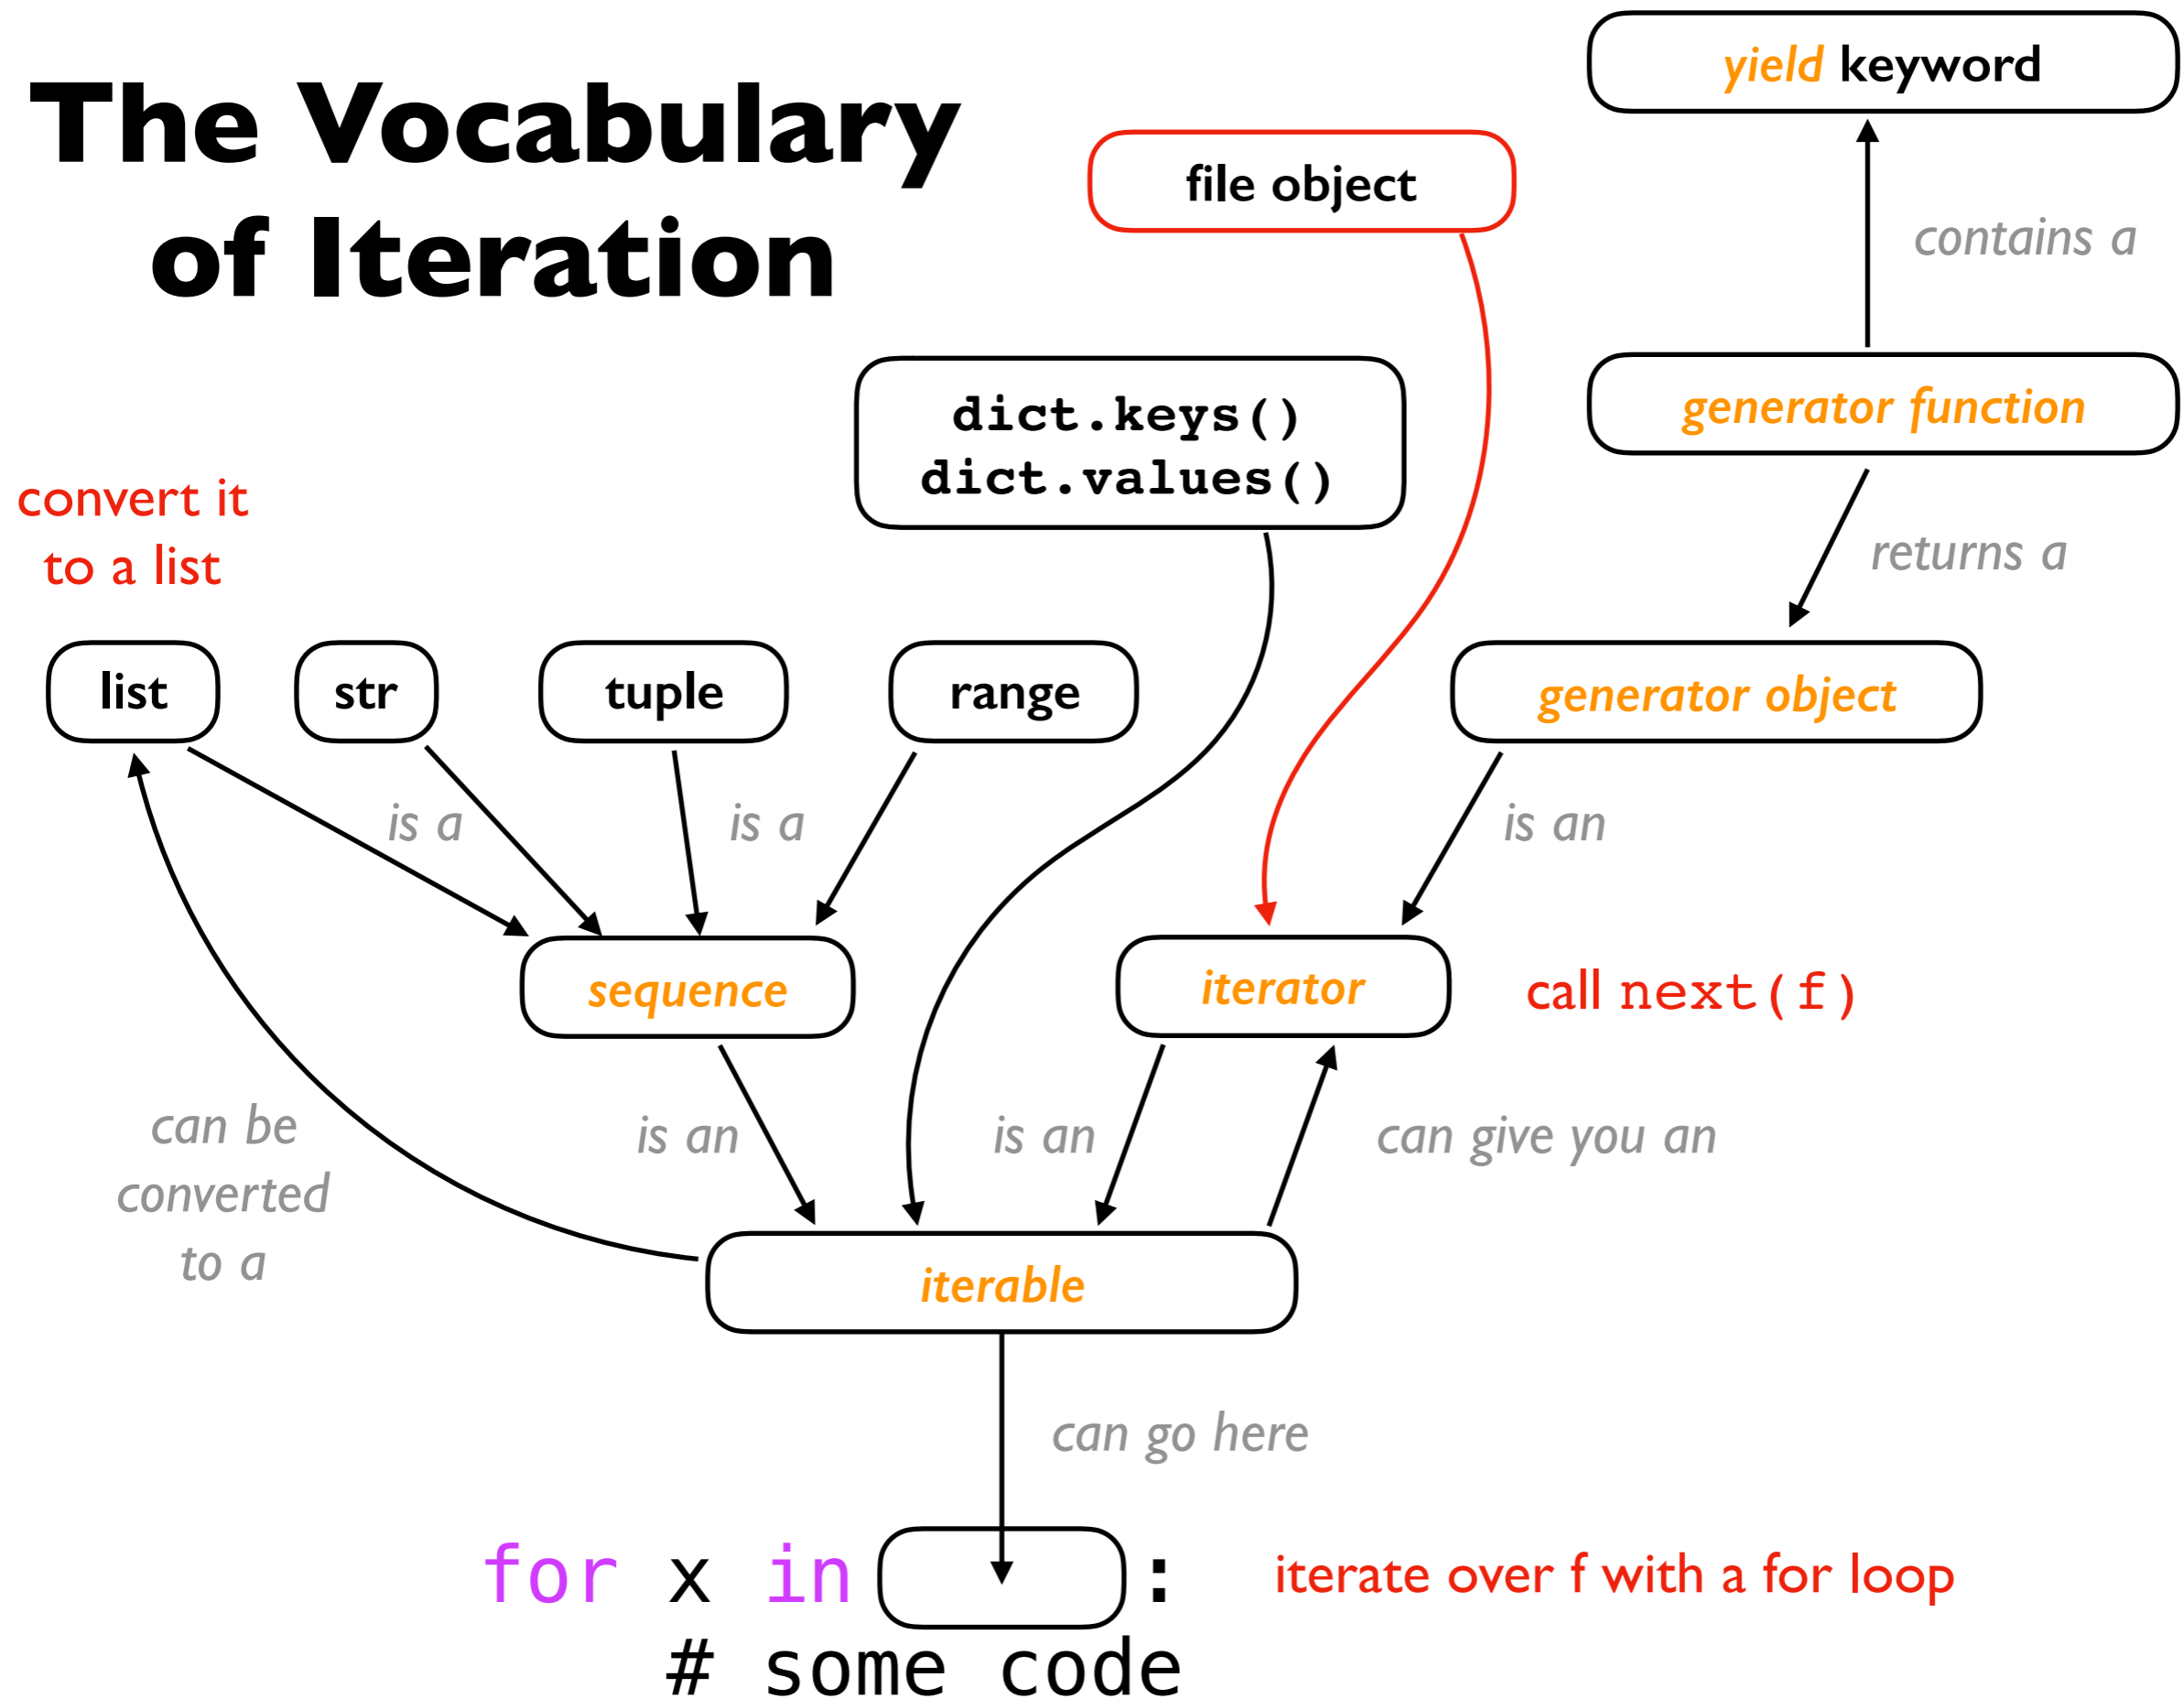 The Vocabulary
of Iteration
yield keyword
file object
contains a
dict.keys()
dict.values()
generator function
convert it
to a list
returns a
list
str
tuple
range
generator object
is a
is a
is an
sequence
iterator
call next(f)
can be
converted
to a
is an
is an
can give you an
iterable
can go here
for x in :
# some code
iterate over f with a for loop